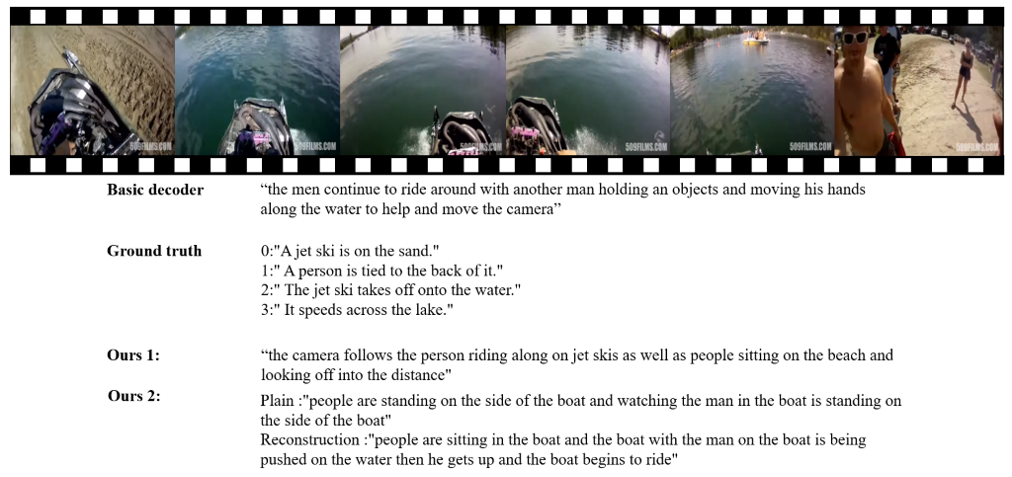 509FILMS.COM
509FILMS.COM
509FILMS.COM
509FILMS.COM
509FILMS.COM
509FILMS.COM
Basic decoder “the men continue to ride around with another man holding an objects and moving his hands
along the water to help and move the camera”
Ground truth 0:"A jet ski is on the sand."
1:" A person is tied to the back of it."
2:" The jet ski takes off onto the water."
3:" It speeds across the lake."
Ours 1: “the camera follows the person riding along on jet skis as well as people sitting on the beach and
looking off into the distance"
Ours 2: Plain :"people are standing on the side of the boat and watching the man in the boat is standing on
the side of the boat"
Reconstruction :"people are sitting in the boat and the boat with the man on the boat is being
pushed on the water then he gets up and the boat begins to ride"